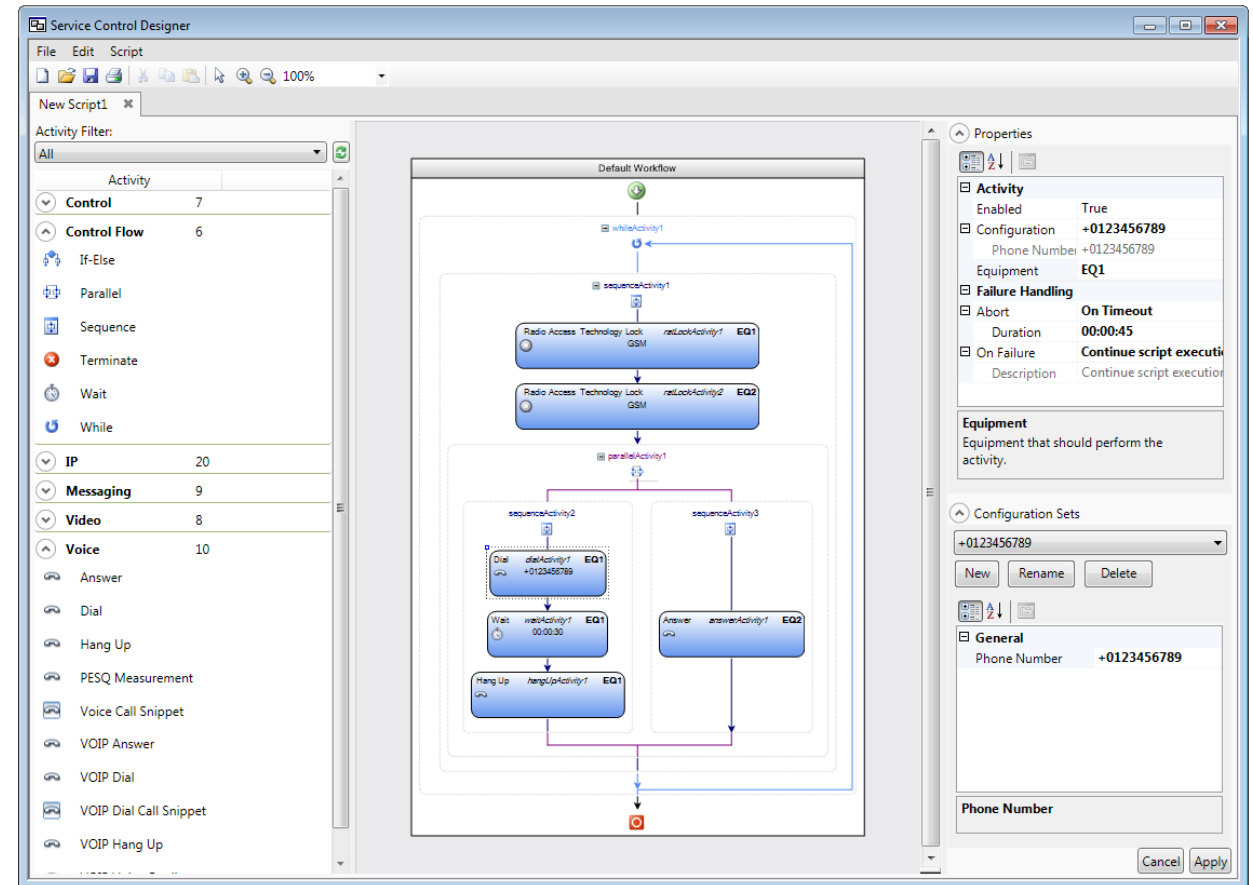 Service Control Designer
File Edit Script
100%
New Script1
Activity Filter:
All
Activity
Control 7
Control Flow 6
If-Else
Parallel
Sequence
Terminate
Wait
While
IP 20
Messaging 9
Video 8
Voice 10
Answer
Dial
Hang Up
PESQ Measurement
Voice Call Snippet
VOIP Answer
VOIP Dial
VOIP Dial Call Snippet
VOIP Hang Up
Default Workflow
whileActivity1
sequenceActivity1
Radio Access Technology Lock ratLockActivity1 EQ1
GSM
Radio Access Technology Lock ratLockActivity2 EQ2
GSM
parallelActivity1
sequenceActivity2
Dial dialActivity1 EQ1
+0123456789
Wait waitActivity1 EQ1
00:00:30
Hang Up hangUpActivity1 EQ1
sequenceActivity3
Answer answerActivity1 EQ2
Properties
Activity
Enabled True
Configuration +0123456789
Phone Number +0123456789
Equipment EQ1
Failure Handling
Abort On Timeout
Duration 00:00:45
On Failure Continue script executi
Description Continue script execution
Equipment
Equipment that should perform the
activity.
Configuration Sets
+0123456789
New Rename Delete
General
Phone Number +0123456789
Phone Number
Cancel Apply